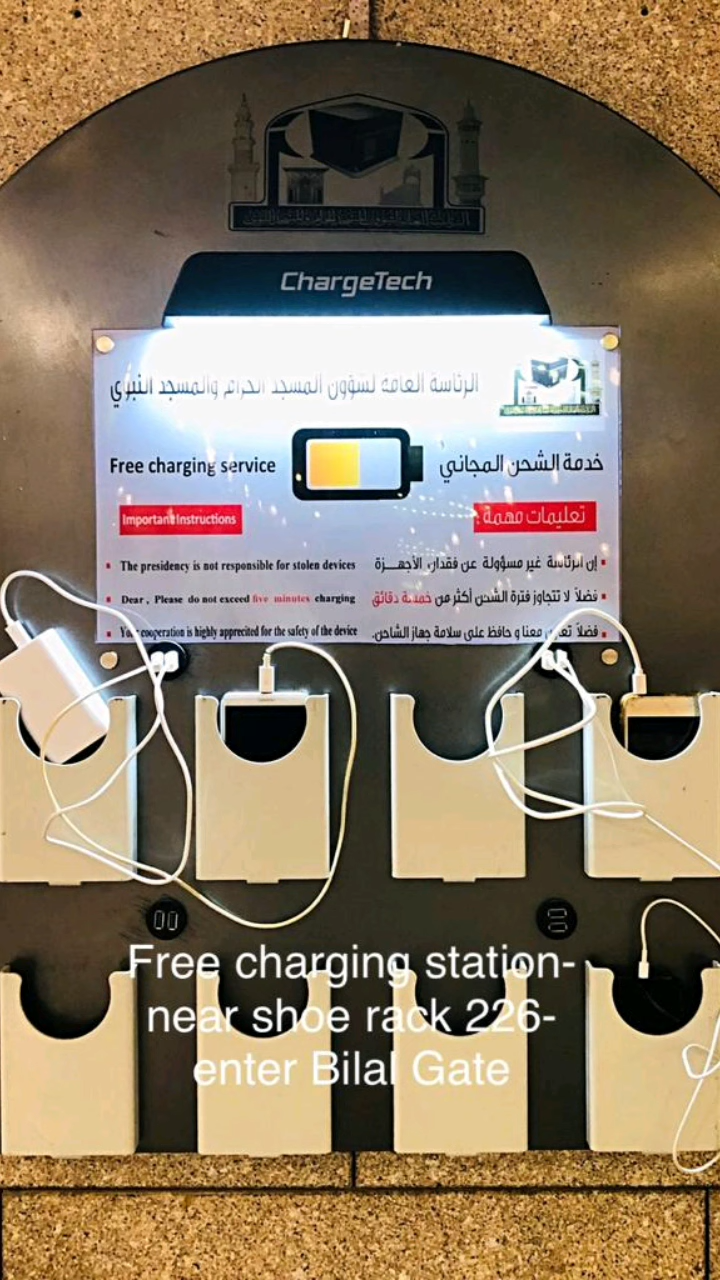 ChargeTech
الرئاسة العامة لشؤون المسجد الحرام والمسجد النبوي
Free charging service
خدمة الشحن المجاني
Important Instructions
تعليمات مهمة:
The presidency is not responsible for stolen devices
إن الرئاسة غير مسؤولة عن فقدان الأجهـزة
Dear , Please do not exceed five minutes charging
فضلاً لا تتجاوز فترة الشحن أكثر من خمسة دقائق
Your cooperation is highly apprecited for the safety of the device
فضلاً تعاون معنا و حافظ على سلامة جهاز الشاحن.
00
Free charging station-
near shoe rack 226-
enter Bilal Gate